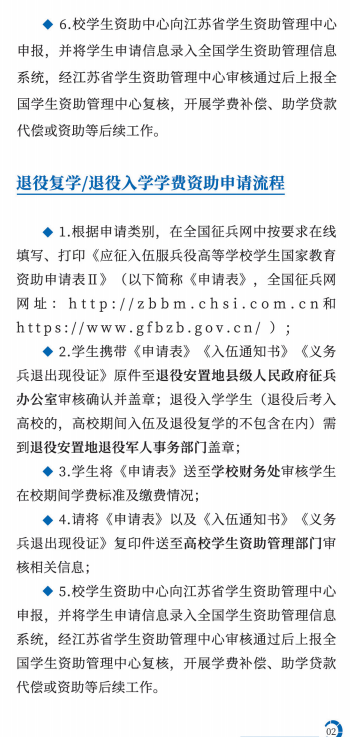 ◆ 6.校学生资助中心向江苏省学生资助管理中心
申报，并将学生申请信息录入全国学生资助管理信息
系统，经江苏省学生资助管理中心审核通过后上报全
国学生资助管理中心复核，开展学费补偿、助学贷款
代偿或资助等后续工作。
退役复学/退役入学学费资助申请流程
◆ 1.根据申请类别，在全国征兵网中按要求在线
填写、打印《应征入伍服兵役高等学校学生国家教育
资助申请表Ⅱ》（以下简称《申请表》，全国征兵网
网址：http://zbbm.chsi.com.cn和
https://www.gfbzb.gov.cn/ ）；
◆ 2.学生携带《申请表》《入伍通知书》《义务
兵退出现役证》原件至退役安置地县级人民政府征兵
办公室审核确认并盖章；退役入学学生（退役后考入
高校的，高校期间入伍及退役复学的不包含在内）需
到退役安置地退役军人事务部门盖章；
◆ 3.学生将《申请表》送至学校财务处审核学生
在校期间学费标准及缴费情况；
◆ 4.请将《申请表》以及《入伍通知书》《义务
兵退出现役证》复印件送至高校学生资助管理部门审
核相关信息；
◆ 5.校学生资助中心向江苏省学生资助管理中心
申报，并将学生申请信息录入全国学生资助管理信息
系统，经江苏省学生资助管理中心审核通过后上报全
国学生资助管理中心复核，开展学费补偿、助学贷款
代偿或资助等后续工作。
02